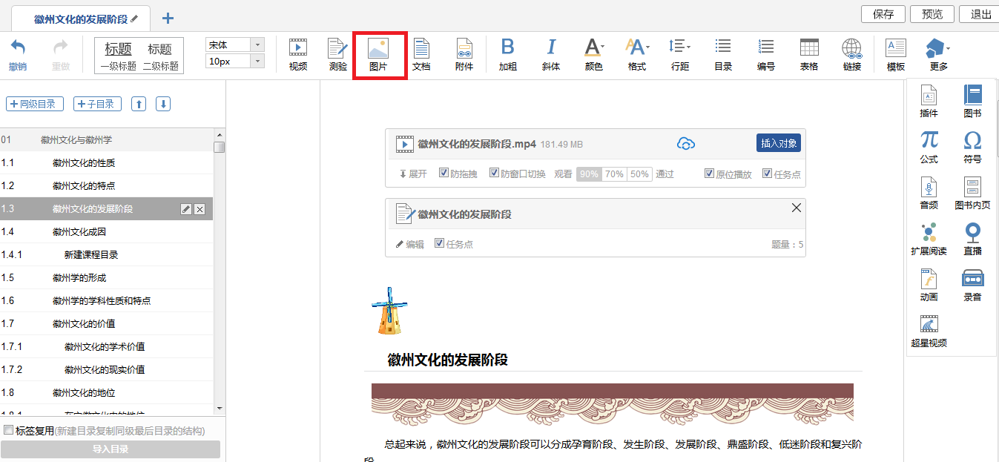 徽州文化的发展阶段
保存 预览 退出
标题 标题
一级标题 二级标题
宋体
10px
撤销 重做 视频 测验 图片 文档 附件 加粗 斜体 颜色 格式 行距 目录 编号 表格 链接 模板 更多
同级目录 子目录
01 徽州文化与徽州学
1.1 徽州文化的性质
1.2 徽州文化的特点
1.3 徽州文化的发展阶段
1.4 徽州文化成因
1.4.1 新建课程目录
1.5 徽州学的形成
1.6 徽州学的学科性质和特点
1.7 徽州文化的价值
1.7.1 徽州文化的学术价值
1.7.2 徽州文化的现实价值
1.8 徽州文化的地位
标签复用(新建目录复制同级最后目录的结构)
导入目录
徽州文化的发展阶段.mp4 181.49 MB 插入对象
展开 防拖拽 防窗口切换 观看 90% 70% 50% 通过 原位播放 任务点
徽州文化的发展阶段
编辑 任务点 题量：5
徽州文化的发展阶段
总起来说，徽州文化的发展阶段可以分成孕育阶段、发生阶段、发展阶段、鼎盛阶段、低迷阶段和复兴阶
插件 图书
公式 符号
音频 图书内页
扩展阅读 直播
动画 录音
超星视频